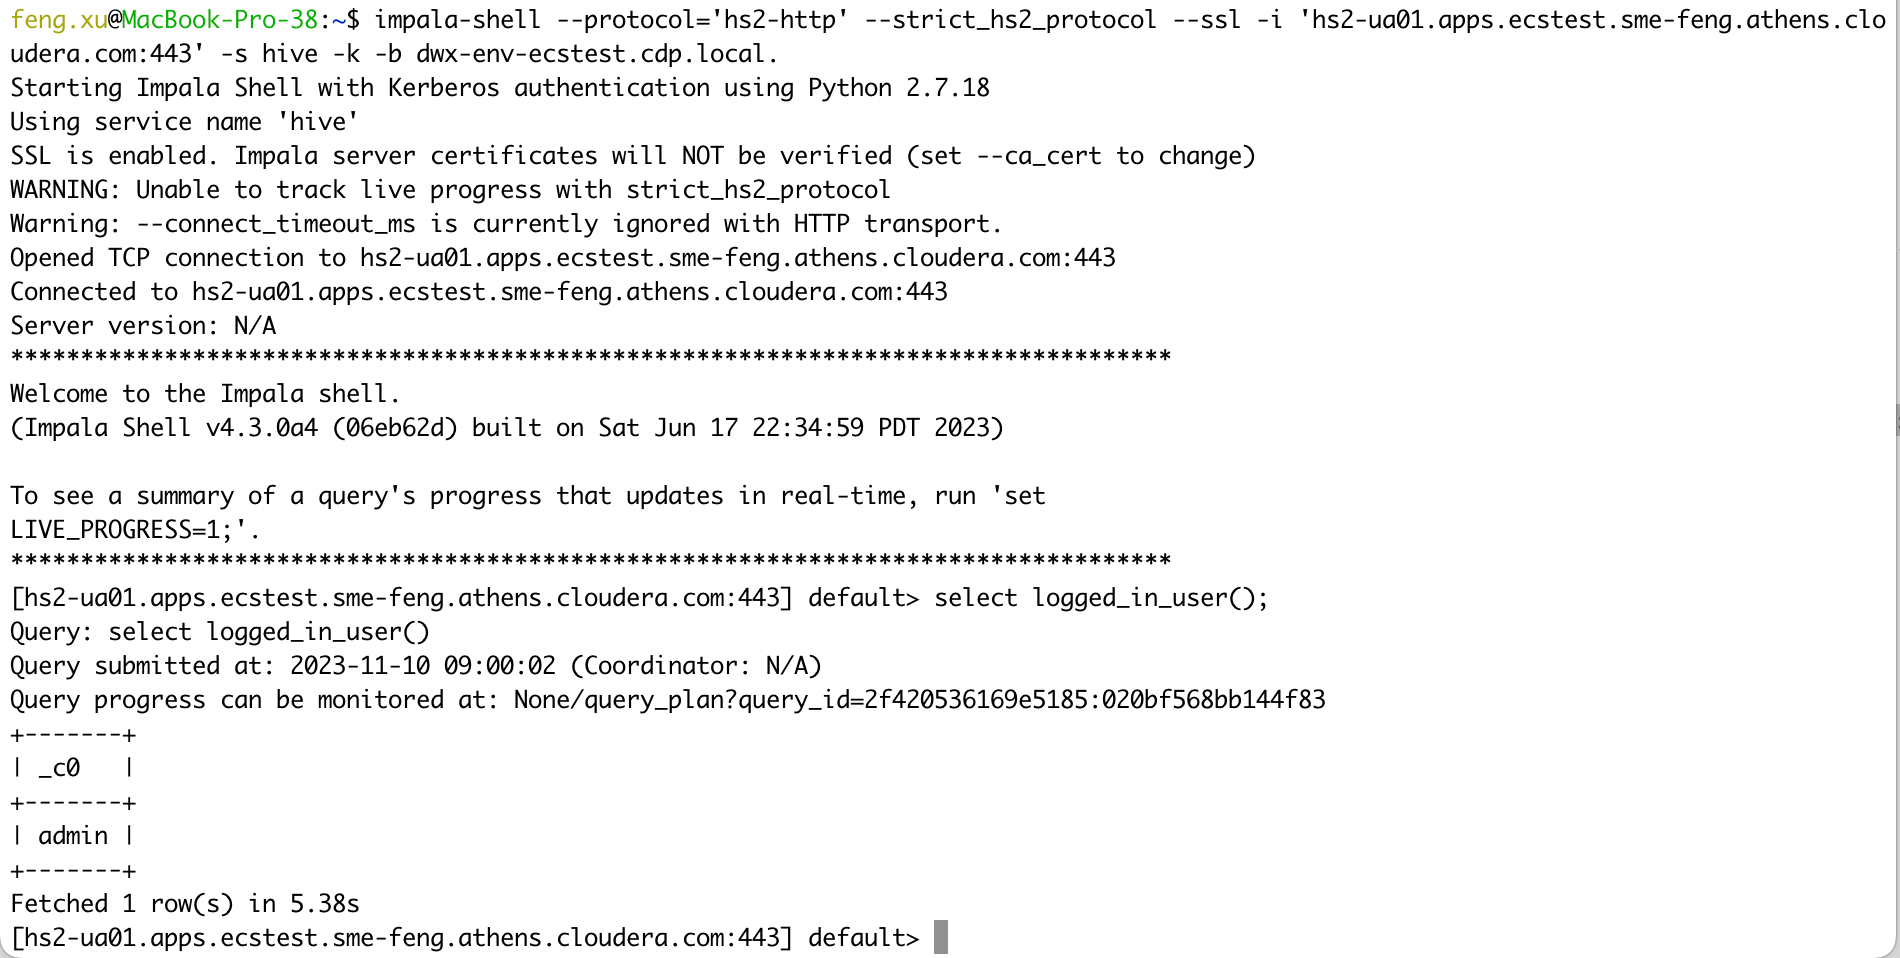 feng.xu@MacBook-Pro-38:~$ impala-shell --protocol='hs2-http' --strict_hs2_protocol --ssl -i 'hs2-ua01.apps.ecstest.sme-feng.athens.clo
udera.com:443' -s hive -k -b dwx-env-ecstest.cdp.local.
Starting Impala Shell with Kerberos authentication using Python 2.7.18
Using service name 'hive'
SSL is enabled. Impala server certificates will NOT be verified (set --ca_cert to change)
WARNING: Unable to track live progress with strict_hs2_protocol
Warning: --connect_timeout_ms is currently ignored with HTTP transport.
Opened TCP connection to hs2-ua01.apps.ecstest.sme-feng.athens.cloudera.com:443
Connected to hs2-ua01.apps.ecstest.sme-feng.athens.cloudera.com:443
Server version: N/A
***********************************************************************************
Welcome to the Impala shell.
(Impala Shell v4.3.0a4 (06eb62d) built on Sat Jun 17 22:34:59 PDT 2023)

To see a summary of a query's progress that updates in real-time, run 'set
LIVE_PROGRESS=1;'.
***********************************************************************************
[hs2-ua01.apps.ecstest.sme-feng.athens.cloudera.com:443] default> select logged_in_user();
Query: select logged_in_user()
Query submitted at: 2023-11-10 09:00:02 (Coordinator: N/A)
Query progress can be monitored at: None/query_plan?query_id=2f420536169e5185:020bf568bb144f83
+-------+
| _c0   |
+-------+
| admin |
+-------+
Fetched 1 row(s) in 5.38s
[hs2-ua01.apps.ecstest.sme-feng.athens.cloudera.com:443] default>